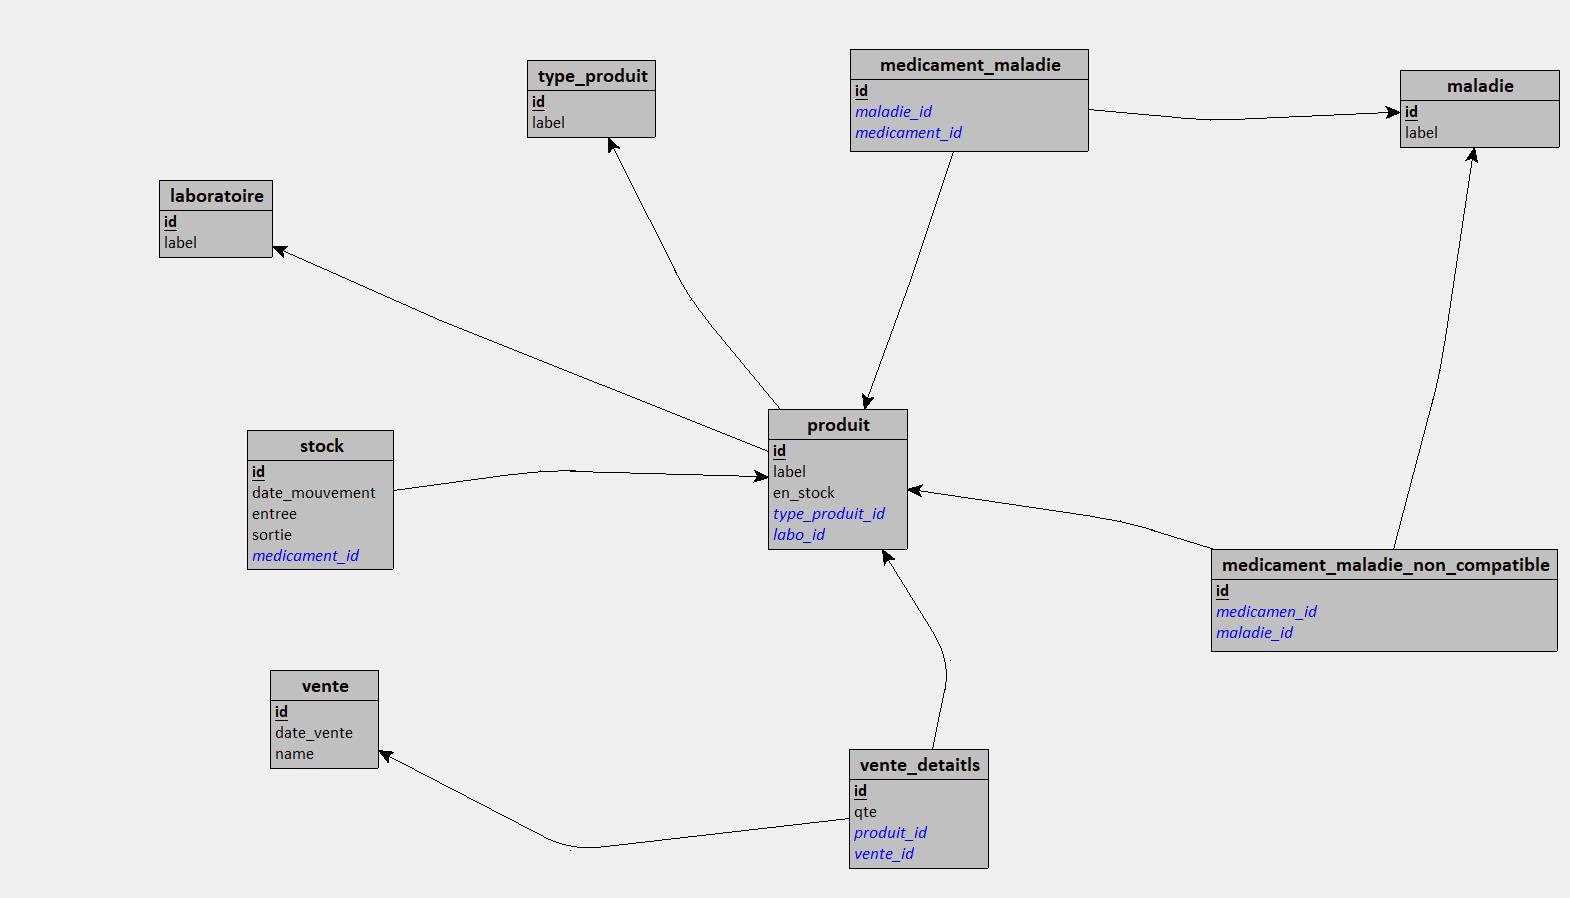 type_produit
id
label
medicament_maladie
id
maladie_id
medicament_id
maladie
id
label
laboratoire
id
label
produit
id
label
en_stock
type_produit_id
labo_id
stock
id
date_mouvement
entree
sortie
medicament_id
medicament_maladie_non_compatible
id
medicamen_id
maladie_id
vente
id
date_vente
name
vente_detaitls
id
qte
produit_id
vente_id